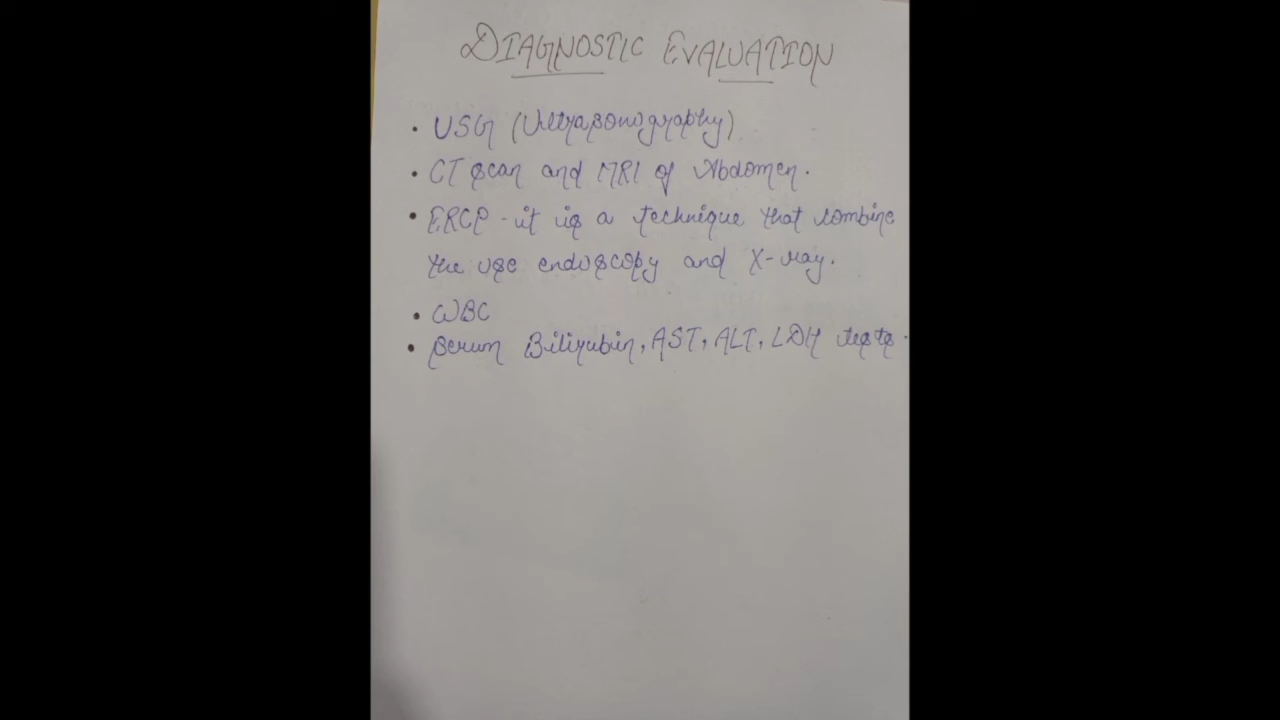 DIAGNOSTIC EVALUATION
• USG (Ultrasonography)
• CT scan and MRI of Abdomen.
• ERCP - it is a technique that combine
the use endoscopy and X-ray.
• WBC
• Serum Bilirubin, AST, ALT, LDH tests.